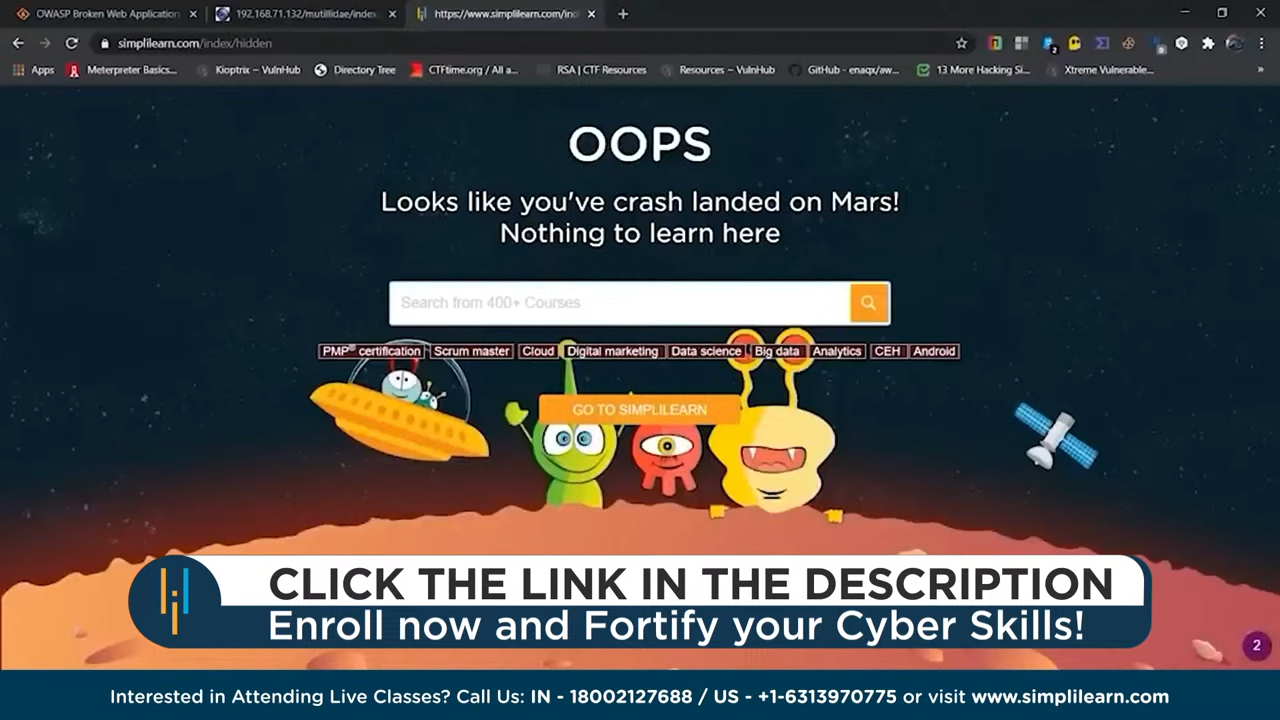 OWASP Broken Web Application
192.168.71.132/mutillidae/index
https://www.simplilearn.com/ind
simplilearn.com/index/hidden
2
Apps
Meterpreter Basics...
Kioptrix – VulnHub
Directory Tree
CTFtime.org / All a...
RSA | CTF Resources
Resources – VulnHub
GitHub - enaqx/aw...
13 More Hacking Si...
Xtreme Vulnerable...
»
OOPS
Looks like you've crash landed on Mars!
Nothing to learn here
Search from 400+ Courses
PMP® certification Scrum master Cloud Digital marketing Data science Big data Analytics CEH Android
GO TO SIMPLILEARN
CLICK THE LINK IN THE DESCRIPTION
Enroll now and Fortify your Cyber Skills!
2
Interested in Attending Live Classes? Call Us: IN - 18002127688 / US - +1-6313970775 or visit www.simplilearn.com